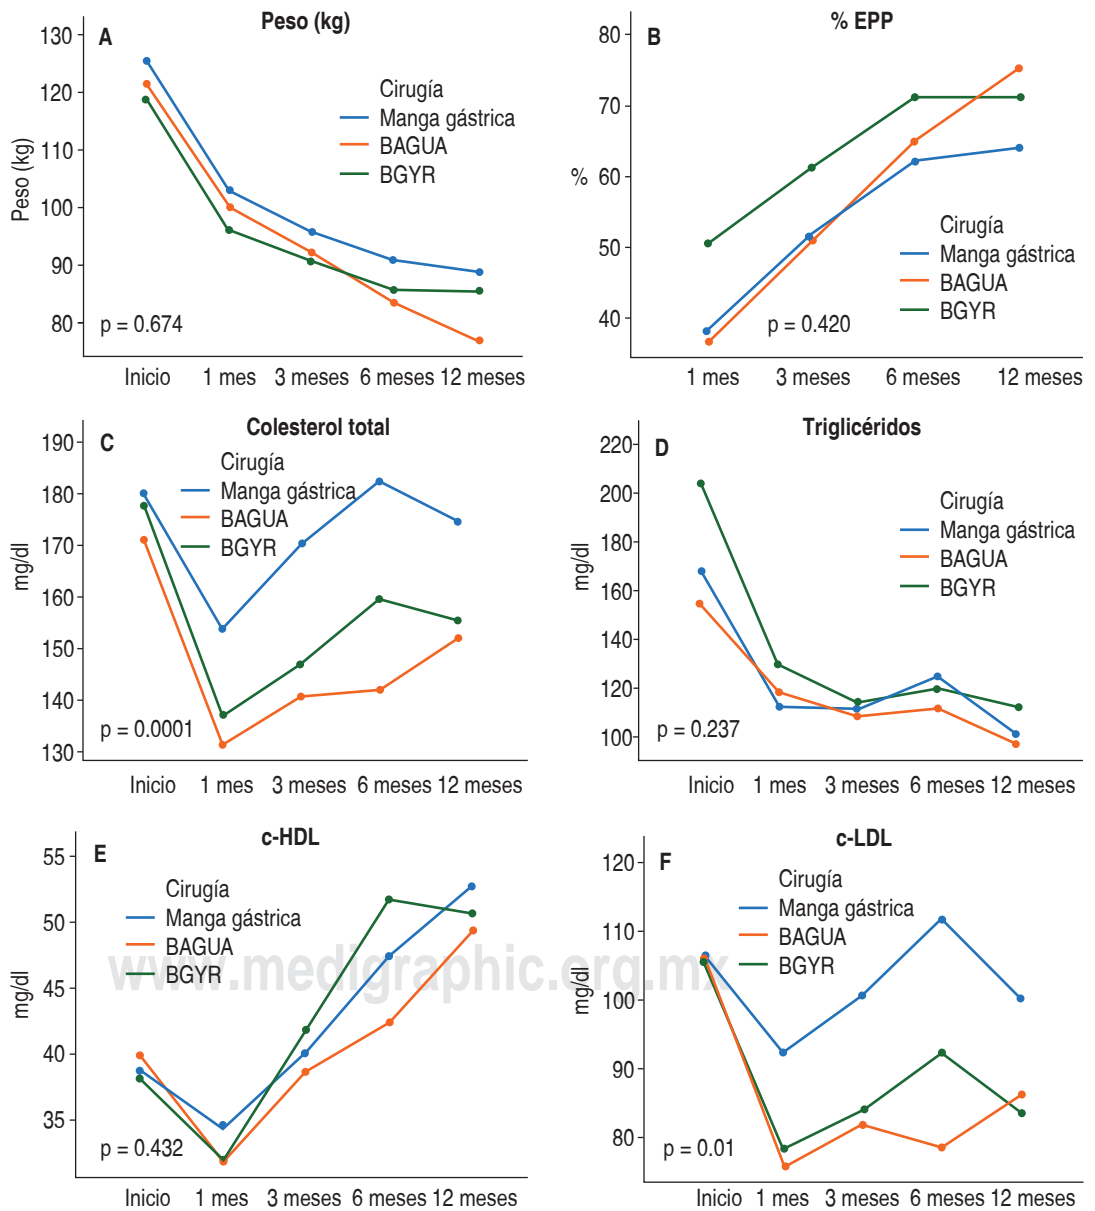 Peso (kg)
A
130
120
110
100
90
80
Peso (kg)
Cirugía
Manga gástrica
BAGUA
BGYR
p = 0.674
Inicio 1 mes 3 meses 6 meses 12 meses
% EPP
B
80
70
60
50
40
%
Cirugía
Manga gástrica
BAGUA
BGYR
p = 0.420
1 mes 3 meses 6 meses 12 meses
Colesterol total
C
190
180
170
160
150
140
130
mg/dl
Cirugía
Manga gástrica
BAGUA
BGYR
p = 0.0001
Inicio 1 mes 3 meses 6 meses 12 meses
Triglicéridos
D
220
200
180
160
140
120
100
mg/dl
Cirugía
Manga gástrica
BAGUA
BGYR
p = 0.237
Inicio 1 mes 3 meses 6 meses 12 meses
c-HDL
E
55
50
45
40
35
mg/dl
Cirugía
Manga gástrica
BAGUA
BGYR
p = 0.432
Inicio 1 mes 3 meses 6 meses 12 meses
c-LDL
F
120
110
100
90
80
mg/dl
Cirugía
Manga gástrica
BAGUA
BGYR
p = 0.01
Inicio 1 mes 3 meses 6 meses 12 meses
www.medigraphic.org.mx